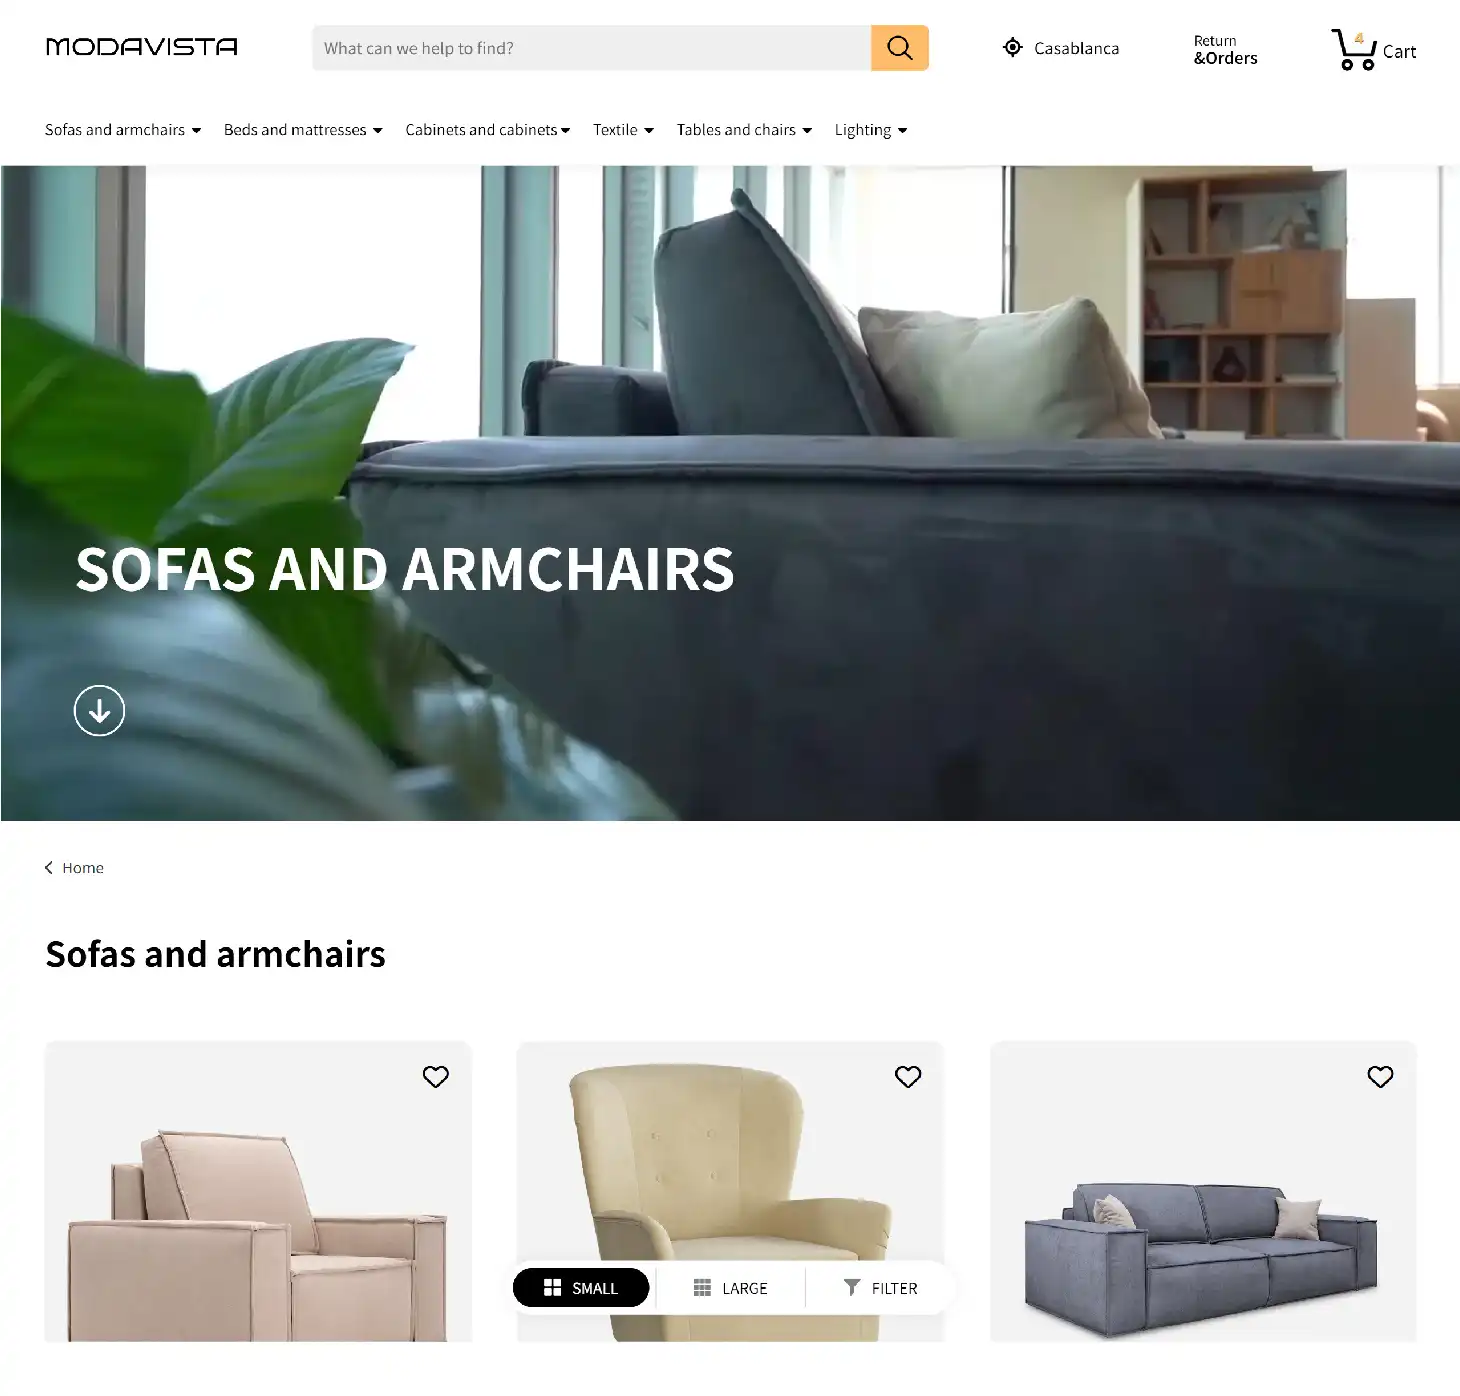 MODAVISTA
What can we help to find?
Casablanca
Return
&Orders
4
Cart
Sofas and armchairs
Beds and mattresses
Cabinets and cabinets
Textile
Tables and chairs
Lighting
SOFAS AND ARMCHAIRS
Home
Sofas and armchairs
SMALL
LARGE
FILTER